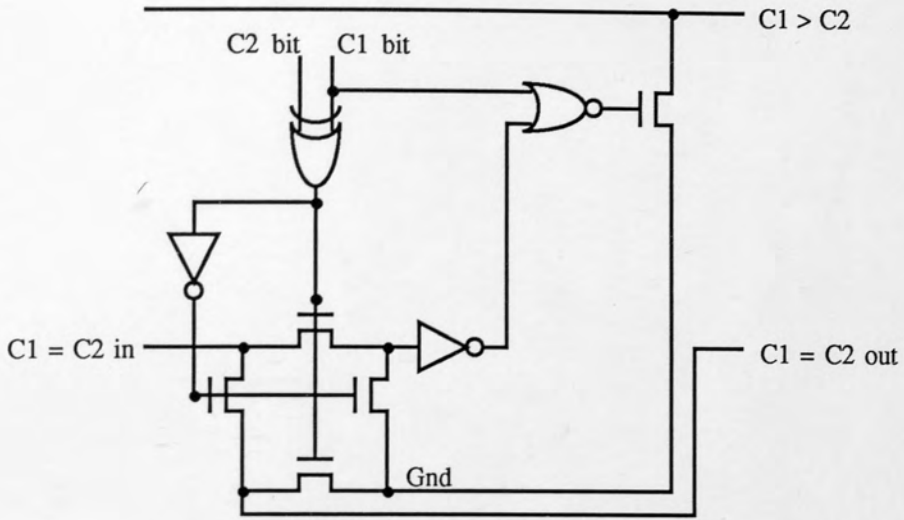 C1 > C2
C2 bit C1 bit
C1 = C2 in
C1 = C2 out
Gnd